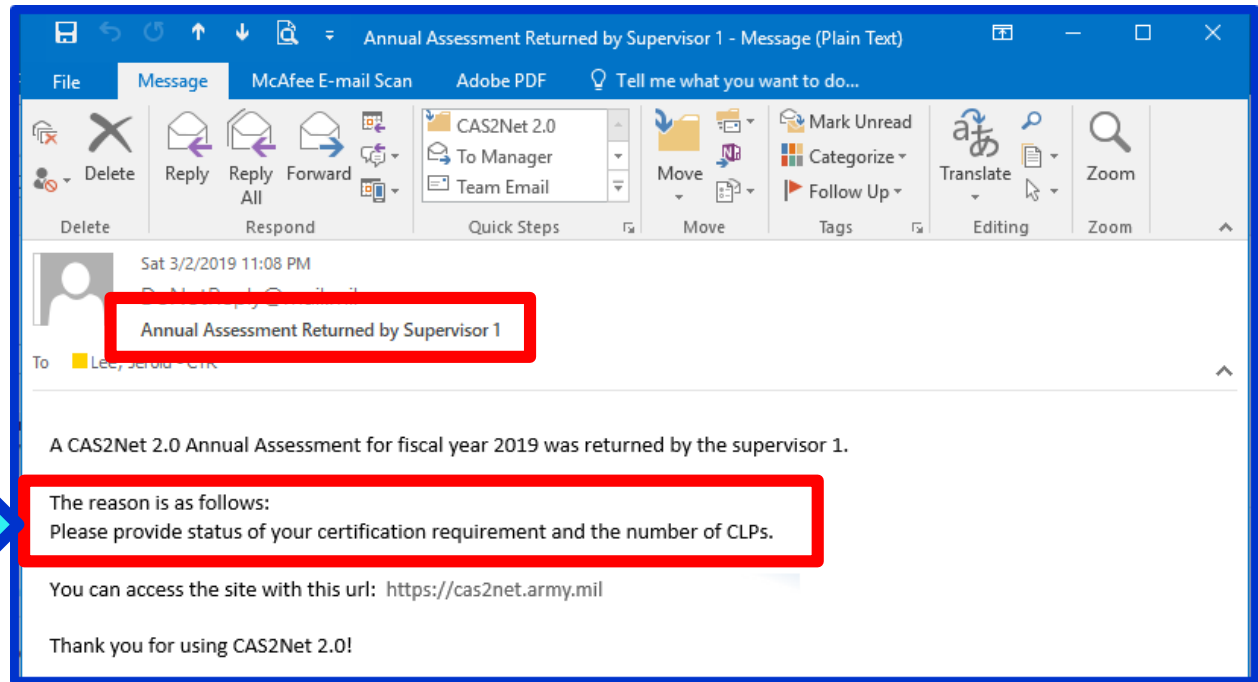 Annual Assessment Returned by Supervisor 1 - Message (Plain Text)
File Message McAfee E-mail Scan Adobe PDF Tell me what you want to do...
Delete
Reply
Reply All
Forward
CAS2Net 2.0
To Manager
Team Email
Move
Mark Unread
Categorize
Follow Up
Translate
Zoom
Delete Respond Quick Steps Move Tags Editing Zoom
Sat 3/2/2019 11:08 PM
Annual Assessment Returned by Supervisor 1
To Lee,
A CAS2Net 2.0 Annual Assessment for fiscal year 2019 was returned by the supervisor 1.
The reason is as follows:
Please provide status of your certification requirement and the number of CLPs.
You can access the site with this url: https://cas2net.army.mil
Thank you for using CAS2Net 2.0!